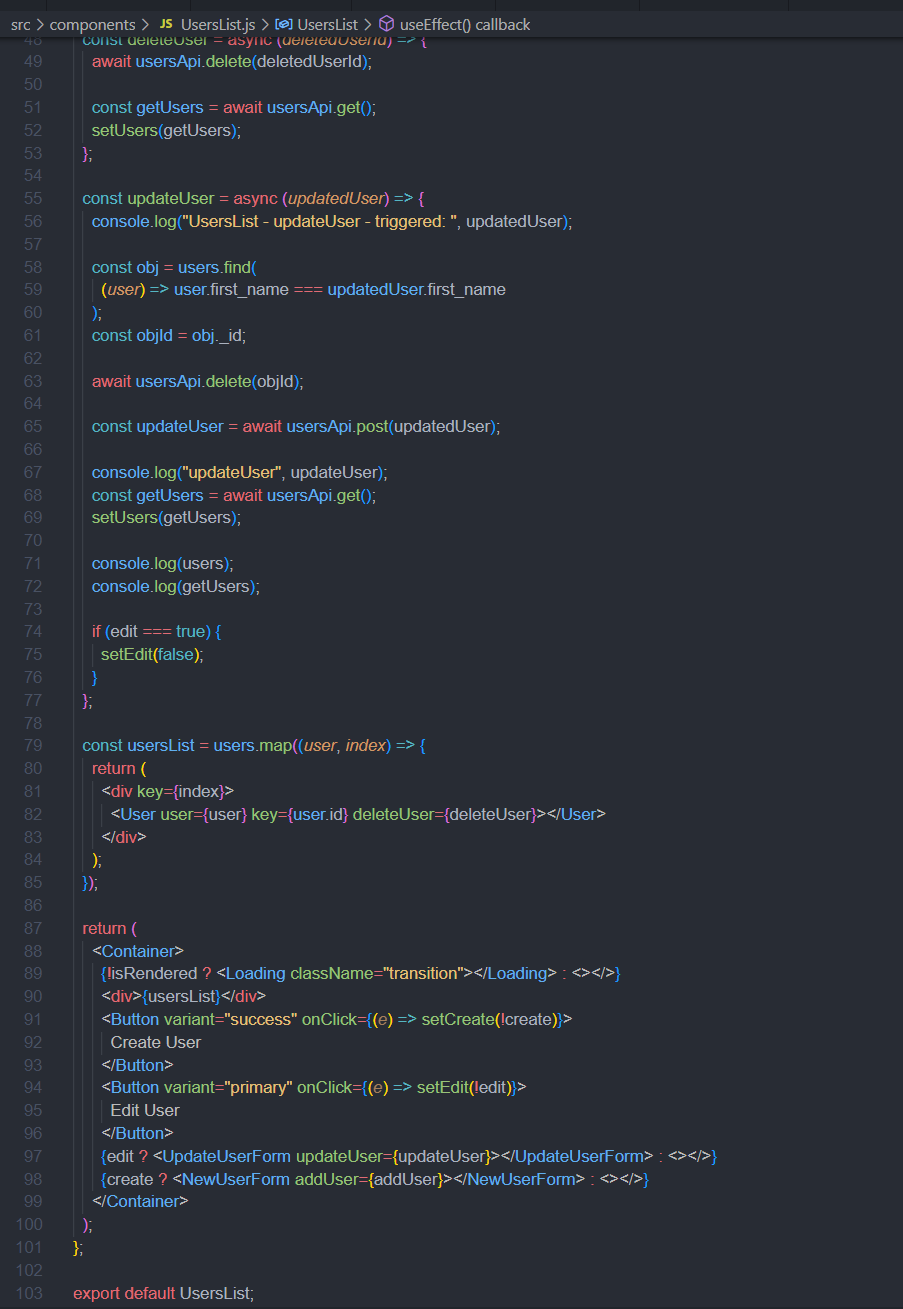 src > components > JS UsersList.js > UsersList > useEffect() callback
48 const deleteUser = async (deletedUserId) => {
49 await usersApi.delete(deletedUserId);
50
51 const getUsers = await usersApi.get();
52 setUsers(getUsers);
53 };
54
55 const updateUser = async (updatedUser) => {
56 console.log("UsersList - updateUser - triggered: ", updatedUser);
57
58 const obj = users.find(
59 (user) => user.first_name === updatedUser.first_name
60 );
61 const objId = obj._id;
62
63 await usersApi.delete(objId);
64
65 const updateUser = await usersApi.post(updatedUser);
66
67 console.log("updateUser", updateUser);
68 const getUsers = await usersApi.get();
69 setUsers(getUsers);
70
71 console.log(users);
72 console.log(getUsers);
73
74 if (edit === true) {
75 setEdit(false);
76 }
77 };
78
79 const usersList = users.map((user, index) => {
80 return (
81 <div key={index}>
82 <User user={user} key={user.id} deleteUser={deleteUser}></User>
83 </div>
84 );
85 });
86
87 return (
88 <Container>
89 {!isRendered ? <Loading className="transition"></Loading> : <></>}
90 <div>{usersList}</div>
91 <Button variant="success" onClick={(e) => setCreate(!create)}>
92 Create User
93 </Button>
94 <Button variant="primary" onClick={(e) => setEdit(!edit)}>
95 Edit User
96 </Button>
97 {edit ? <UpdateUserForm updateUser={updateUser}></UpdateUserForm> : <></>}
98 {create ? <NewUserForm addUser={addUser}></NewUserForm> : <></>}
99 </Container>
100 );
101 };
102
103 export default UsersList;